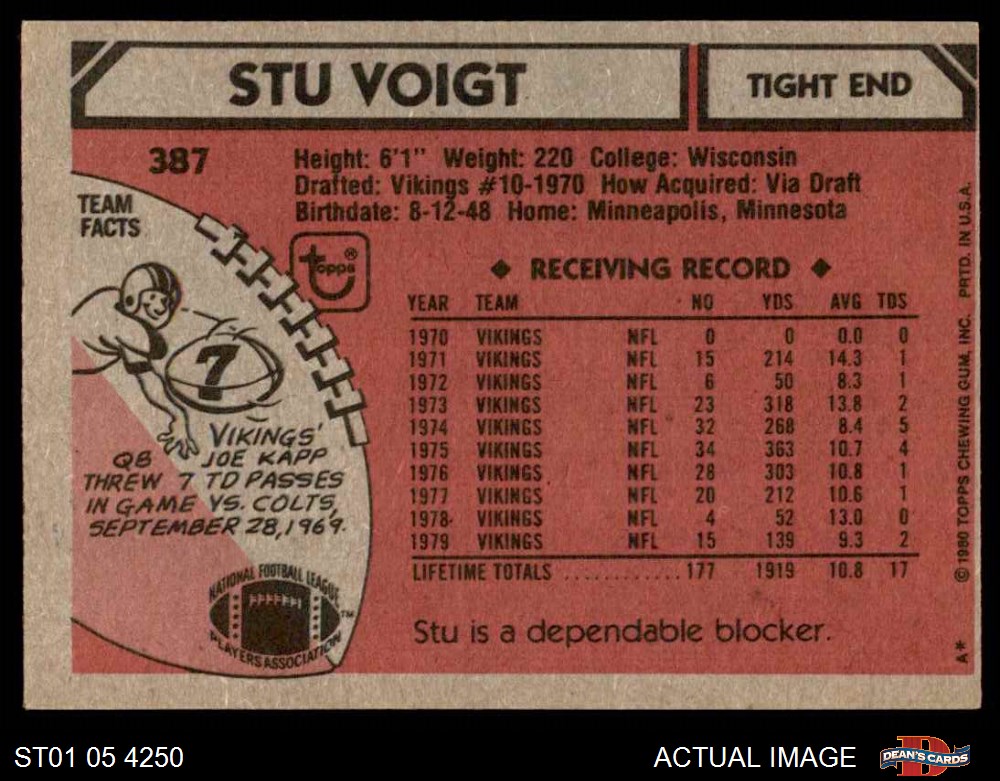 STU VOIGT
TIGHT END
387
Height: 6'1" Weight: 220 College: Wisconsin
Drafted: Vikings #10-1970 How Acquired: Via Draft
Birthdate: 8-12-48 Home: Minneapolis, Minnesota
TEAM
FACTS
topps®
7
VIKINGS'
QB JOE KAPP
THREW 7 TD PASSES
IN GAME VS. COLTS,
SEPTEMBER 28, 1969.
NATIONAL FOOTBALL LEAGUE
PLAYERS ASSOCIATION
™
◆ RECEIVING RECORD ◆
YEAR TEAM NO YDS AVG TDS
1970 VIKINGS NFL 0 0 0.0 0
1971 VIKINGS NFL 15 214 14.3 1
1972 VIKINGS NFL 6 50 8.3 1
1973 VIKINGS NFL 23 318 13.8 2
1974 VIKINGS NFL 32 268 8.4 5
1975 VIKINGS NFL 34 363 10.7 4
1976 VIKINGS NFL 28 303 10.8 1
1977 VIKINGS NFL 20 212 10.6 1
1978 VIKINGS NFL 4 52 13.0 0
1979 VIKINGS NFL 15 139 9.3 2
LIFETIME TOTALS ............ 177 1919 10.8 17
Stu is a dependable blocker.
A* © 1980 TOPPS CHEWING GUM, INC. PRTD. IN U.S.A.
ST01 05 4250
ACTUAL IMAGE
DEAN'S CARDS